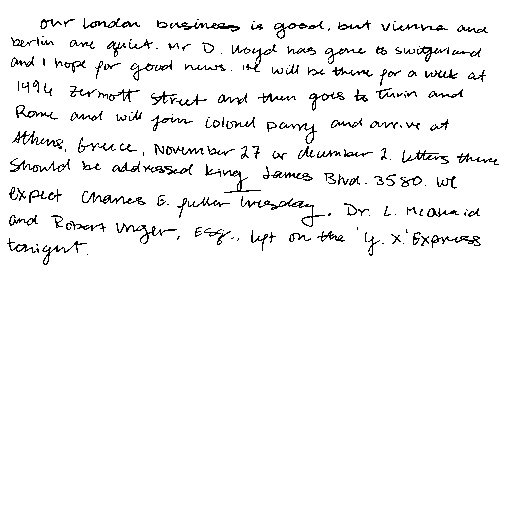 our London business is good, but Vienna and
berlin are quiet. Mr D. Lloyd has gone to switzerland
and I hope for good news. He will be there for a week at
1496 Zermott Street and then goes to Turin and
Rome and will join colonel parry and arrive at
Athens, Greece, November 27 or december 2. letters there
should be addressed king James Blvd. 3580. we
expect Charles E. fuller tuesday. Dr. L. McQuaid
and Robert Unger, Esq., left on the 'Y. X.' Express
tonight.